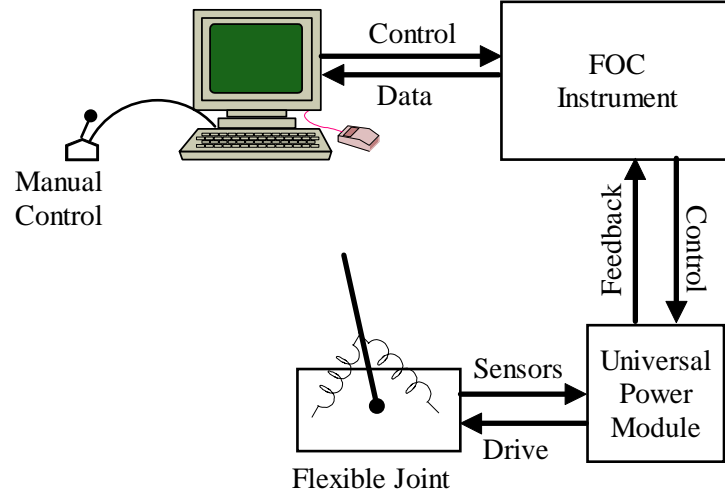 Control
Data
FOC
Instrument
Manual
Control
Feedback
Control
Sensors
Drive
Universal
Power
Module
Flexible Joint